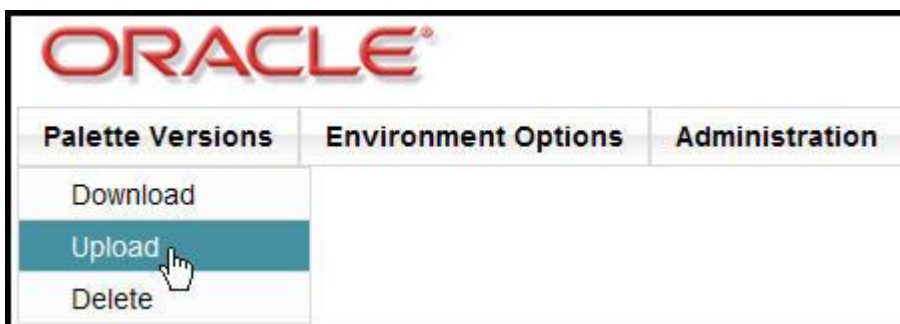 ORACLE®
Palette Versions Environment Options Administration
Download
Upload
Delete